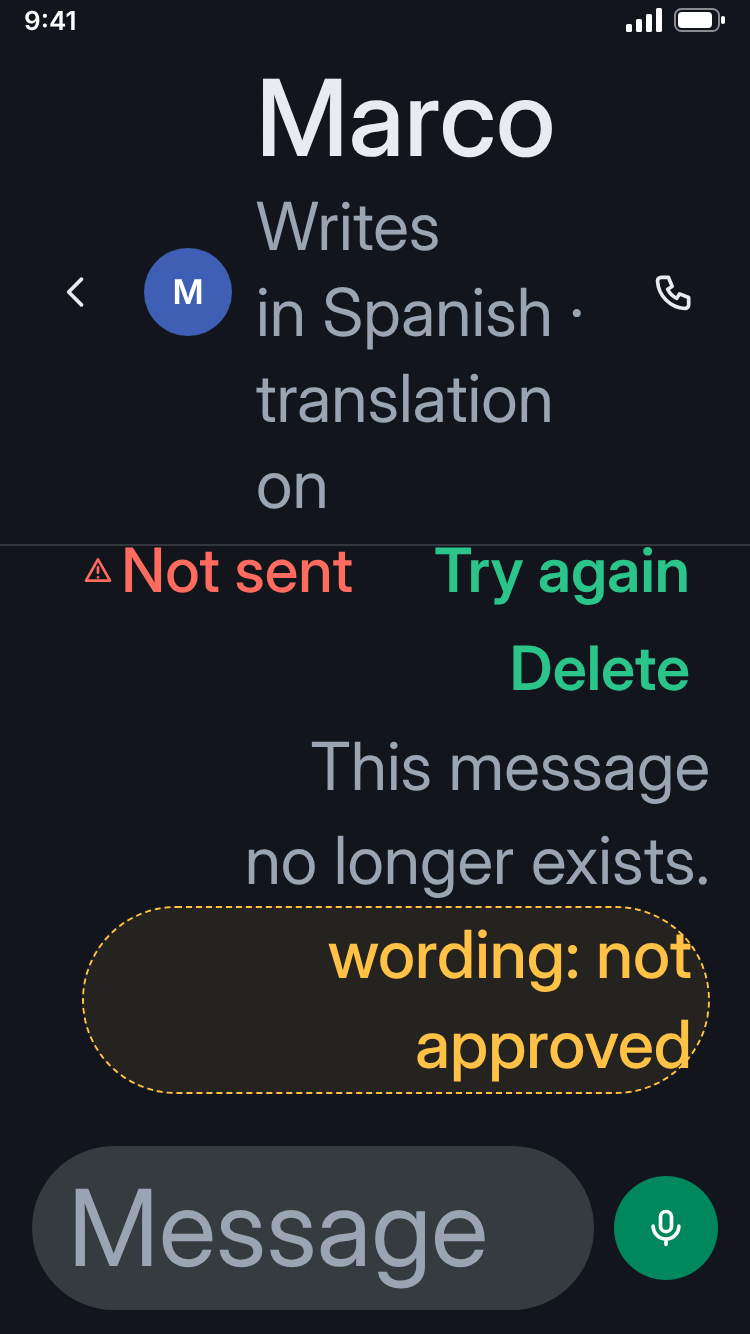 9:41
Marco
Writes
in Spanish ·
translation
on
M
Not sent Try again
Delete
This message
no longer exists.
wording: not
approved
Message